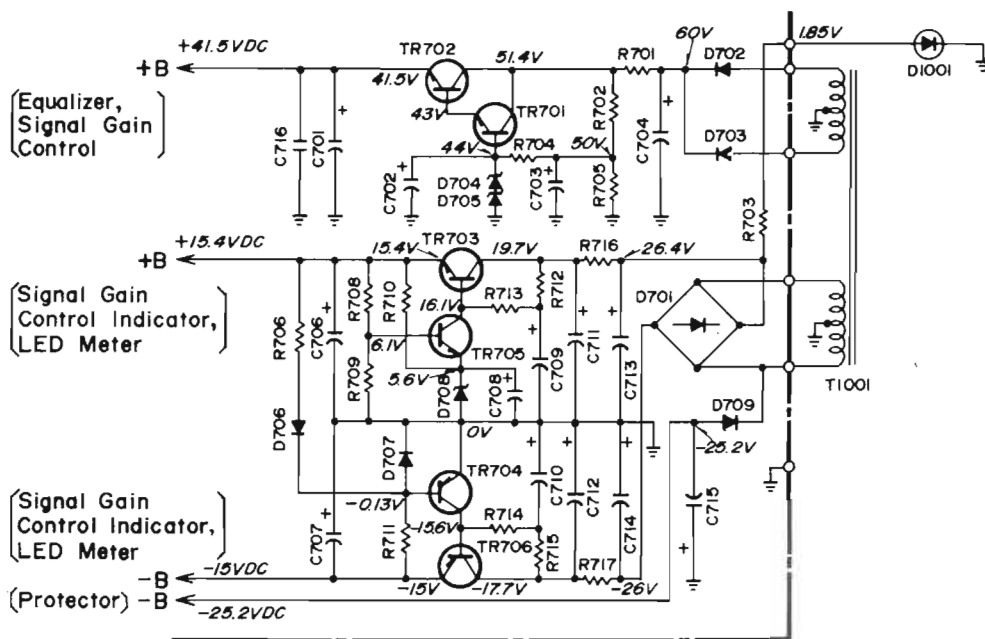 +41.5VDC
+B
(Equalizer,
Signal Gain
Control)
C716
C701
TR702
41.5V
51.4V
43V
TR701
44V
R704
50V
C702
D704
D705
C703
R702
R705
R701
C704
60V
D702
D703
1.85V
D1001
R703
+15.4VDC
+B
(Signal Gain
Control Indicator,
LED Meter)
R706
C706
R708
R710
TR703
15.4V
19.7V
R716
26.4V
16.1V
R713
R712
D701
6.1V
TR705
R709
5.6V
D708
C708
C709
C711
C713
T1001
D706
0V
D709
-25.2V
D707
TR704
-0.13V
C710
C712
C714
C715
(Signal Gain
Control Indicator,
LED Meter)
C707
R711
-15.6V
R714
TR706
R715
R717
-15VDC
-B
-15V
-17.7V
-26V
(Protector) -B
-25.2VDC